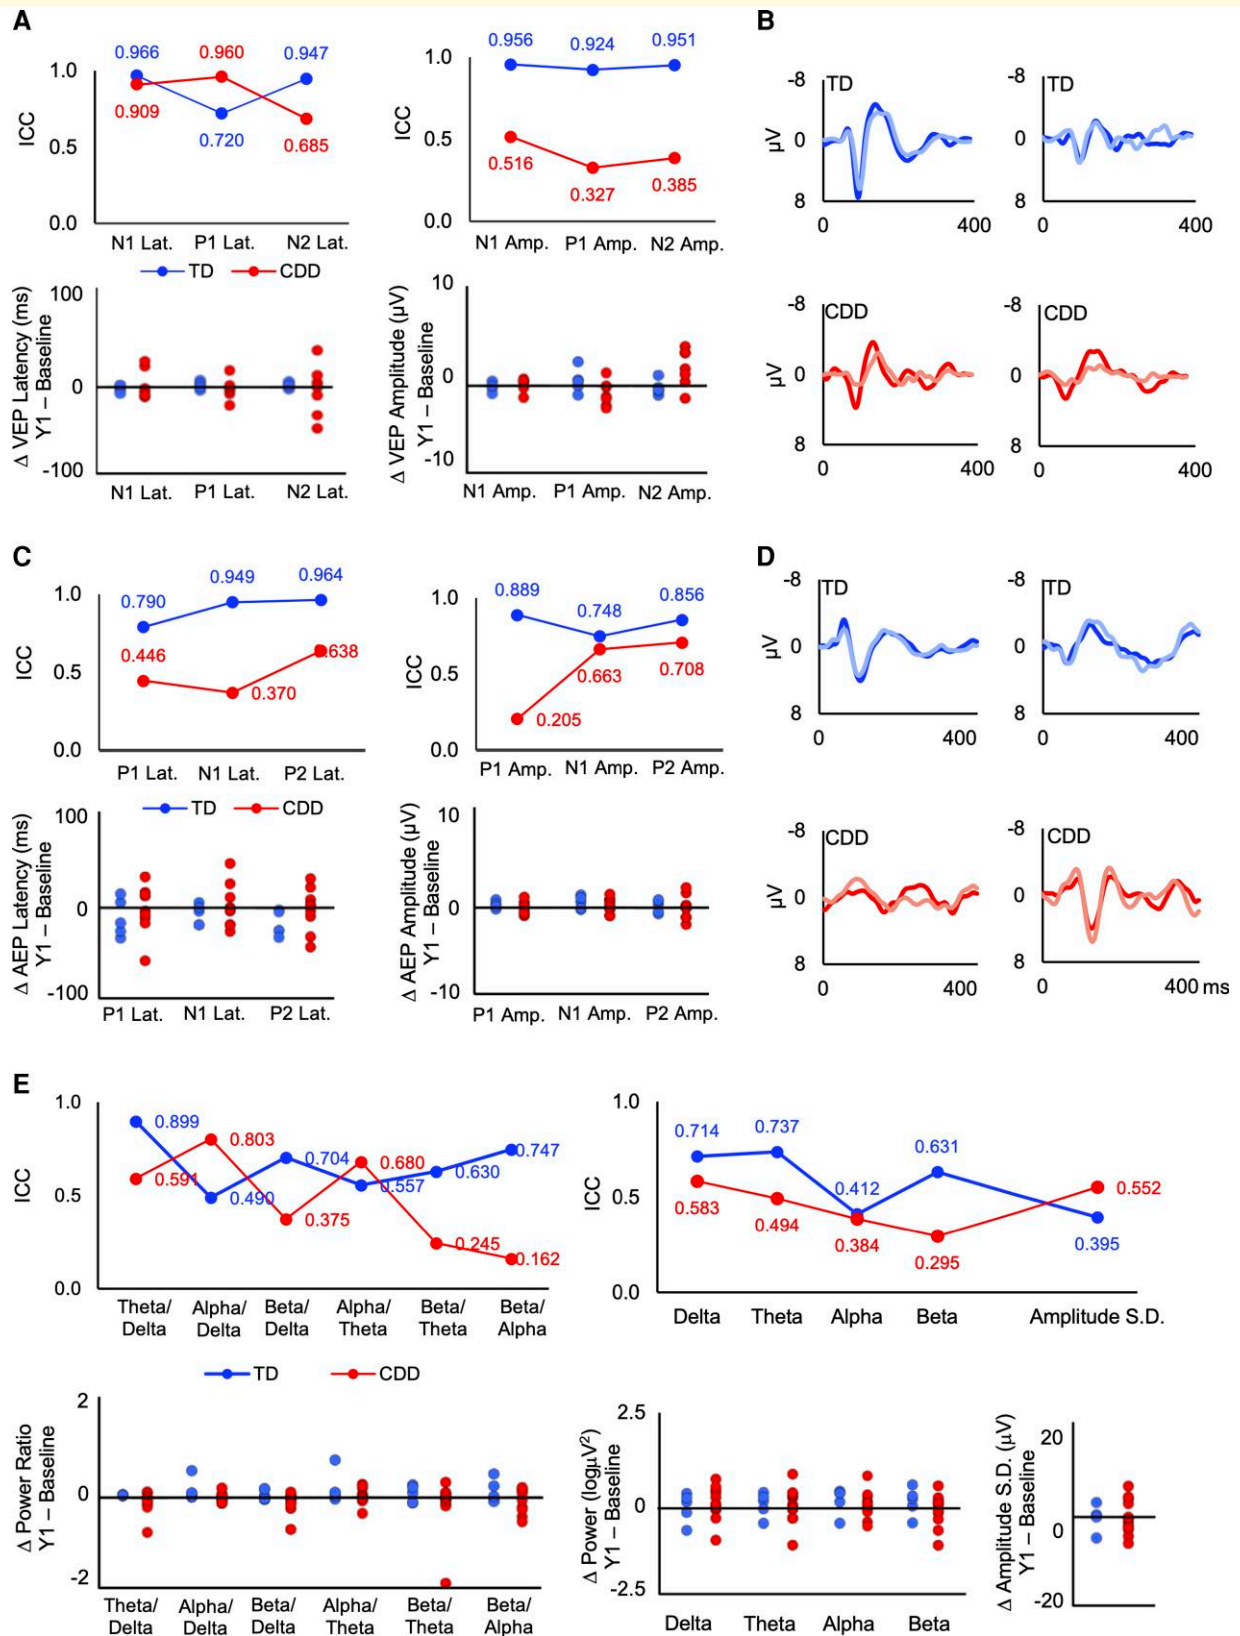 A
B
0.966
0.960
0.947
1.0
0.909
ICC
0.5
0.720
0.685
0.0
N1 Lat. P1 Lat. N2 Lat.
0.956
0.924
0.951
1.0
ICC
0.5
0.516
0.327
0.385
0.0
N1 Amp. P1 Amp. N2 Amp.
TD CDD
Δ VEP Latency (ms)
Y1 – Baseline
100
0
-100
N1 Lat. P1 Lat. N2 Lat.
Δ VEP Amplitude (µV)
Y1 – Baseline
10
0
-10
N1 Amp. P1 Amp. N2 Amp.
-8
TD
µV
0
8
0 400
-8
TD
0
8
0 400
-8
CDD
µV
0
8
0 400
-8
CDD
0
8
0 400
C
D
0.790
0.949
0.964
1.0
ICC
0.446
0.5
0.370
0.638
0.0
P1 Lat. N1 Lat. P2 Lat.
0.889
0.748
0.856
1.0
ICC
0.5
0.205
0.663
0.708
0.0
P1 Amp. N1 Amp. P2 Amp.
TD CDD
Δ AEP Latency (ms)
Y1 – Baseline
100
0
-100
P1 Lat. N1 Lat. P2 Lat.
Δ AEP Amplitude (µV)
Y1 – Baseline
10
0
-10
P1 Amp. N1 Amp. P2 Amp.
-8
TD
µV
0
8
0 400
-8
TD
0
8
0 400
-8
CDD
µV
0
8
0 400
-8
CDD
0
8
0 400 ms
E
1.0
ICC
0.5
0.0
0.899
0.591
0.803
0.490
0.704
0.375
0.680
0.557
0.630
0.245
0.747
0.162
Theta/ Alpha/ Beta/ Alpha/ Beta/ Beta/
Delta Delta Delta Theta Theta Alpha
1.0
ICC
0.5
0.0
0.714
0.583
0.737
0.494
0.412
0.384
0.631
0.295
0.552
0.395
Delta Theta Alpha Beta Amplitude S.D.
TD CDD
Δ Power Ratio
Y1 – Baseline
2
0
-2
Theta/ Alpha/ Beta/ Alpha/ Beta/ Beta/
Delta Delta Delta Theta Theta Alpha
Δ Power (logµV²)
Y1 – Baseline
2.5
0
-2.5
Delta Theta Alpha Beta
Δ Amplitude S.D. (µV)
Y1 – Baseline
20
0
-20